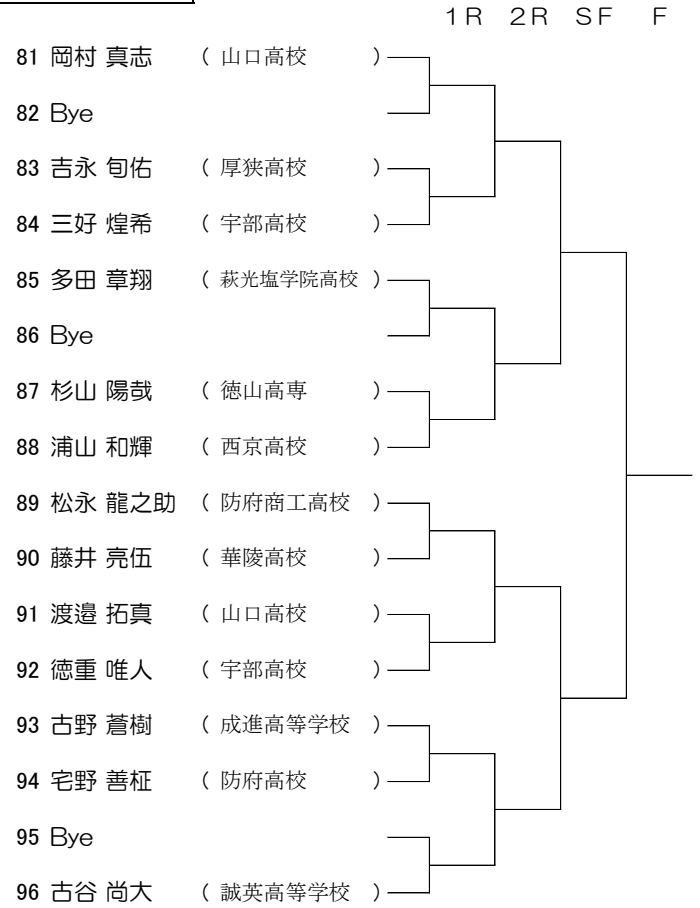 １Ｒ ２Ｒ ＳＦ Ｆ
81 岡村 真志 （ 山口高校 ）
82 Bye
83 吉永 旬佑 （ 厚狭高校 ）
84 三好 煌希 （ 宇部高校 ）
85 多田 章翔 （ 萩光塩学院高校 ）
86 Bye
87 杉山 陽哉 （ 徳山高専 ）
88 浦山 和輝 （ 西京高校 ）
89 松永 龍之助 （ 防府商工高校 ）
90 藤井 亮伍 （ 華陵高校 ）
91 渡邉 拓真 （ 山口高校 ）
92 徳重 唯人 （ 宇部高校 ）
93 古野 蒼樹 （ 成進高等学校 ）
94 宅野 善柾 （ 防府高校 ）
95 Bye
96 古谷 尚大 （ 誠英高等学校 ）